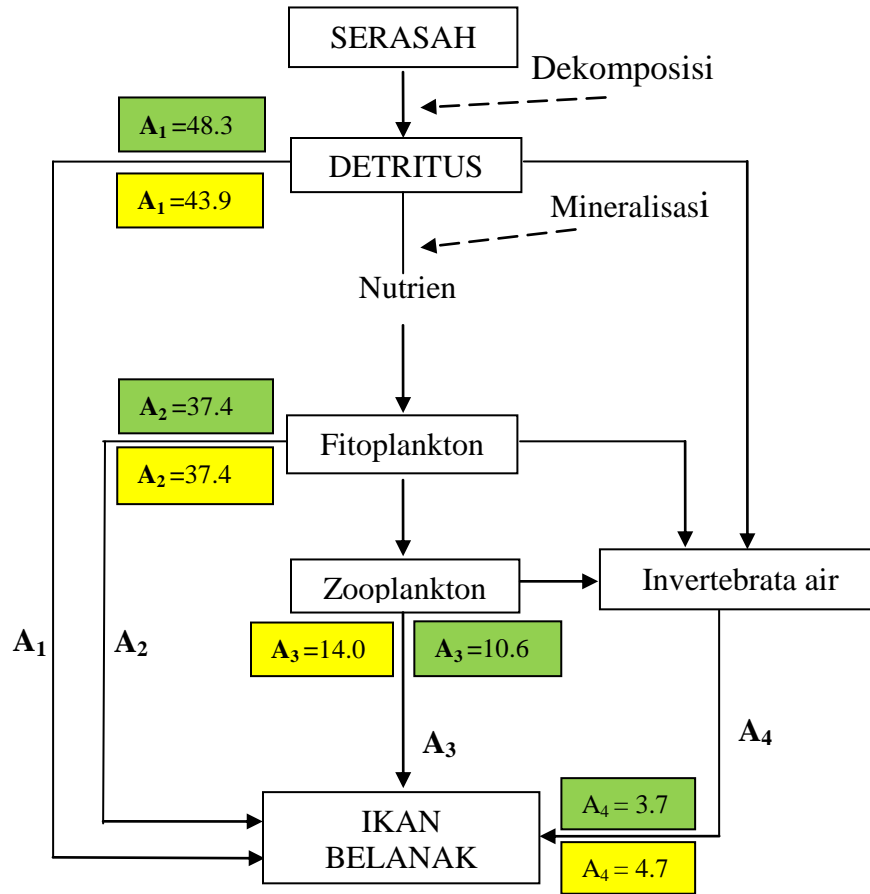 SERASAH
Dekomposisi
A₁ =48.3
DETRITUS
A₁ =43.9
Mineralisasi
Nutrien
A₂ =37.4
Fitoplankton
A₂ =37.4
Zooplankton
Invertebrata air
A₃ =14.0
A₃ =10.6
A₁
A₂
A₃
A₄
IKAN
BELANAK
A₄ = 3.7
A₄ = 4.7